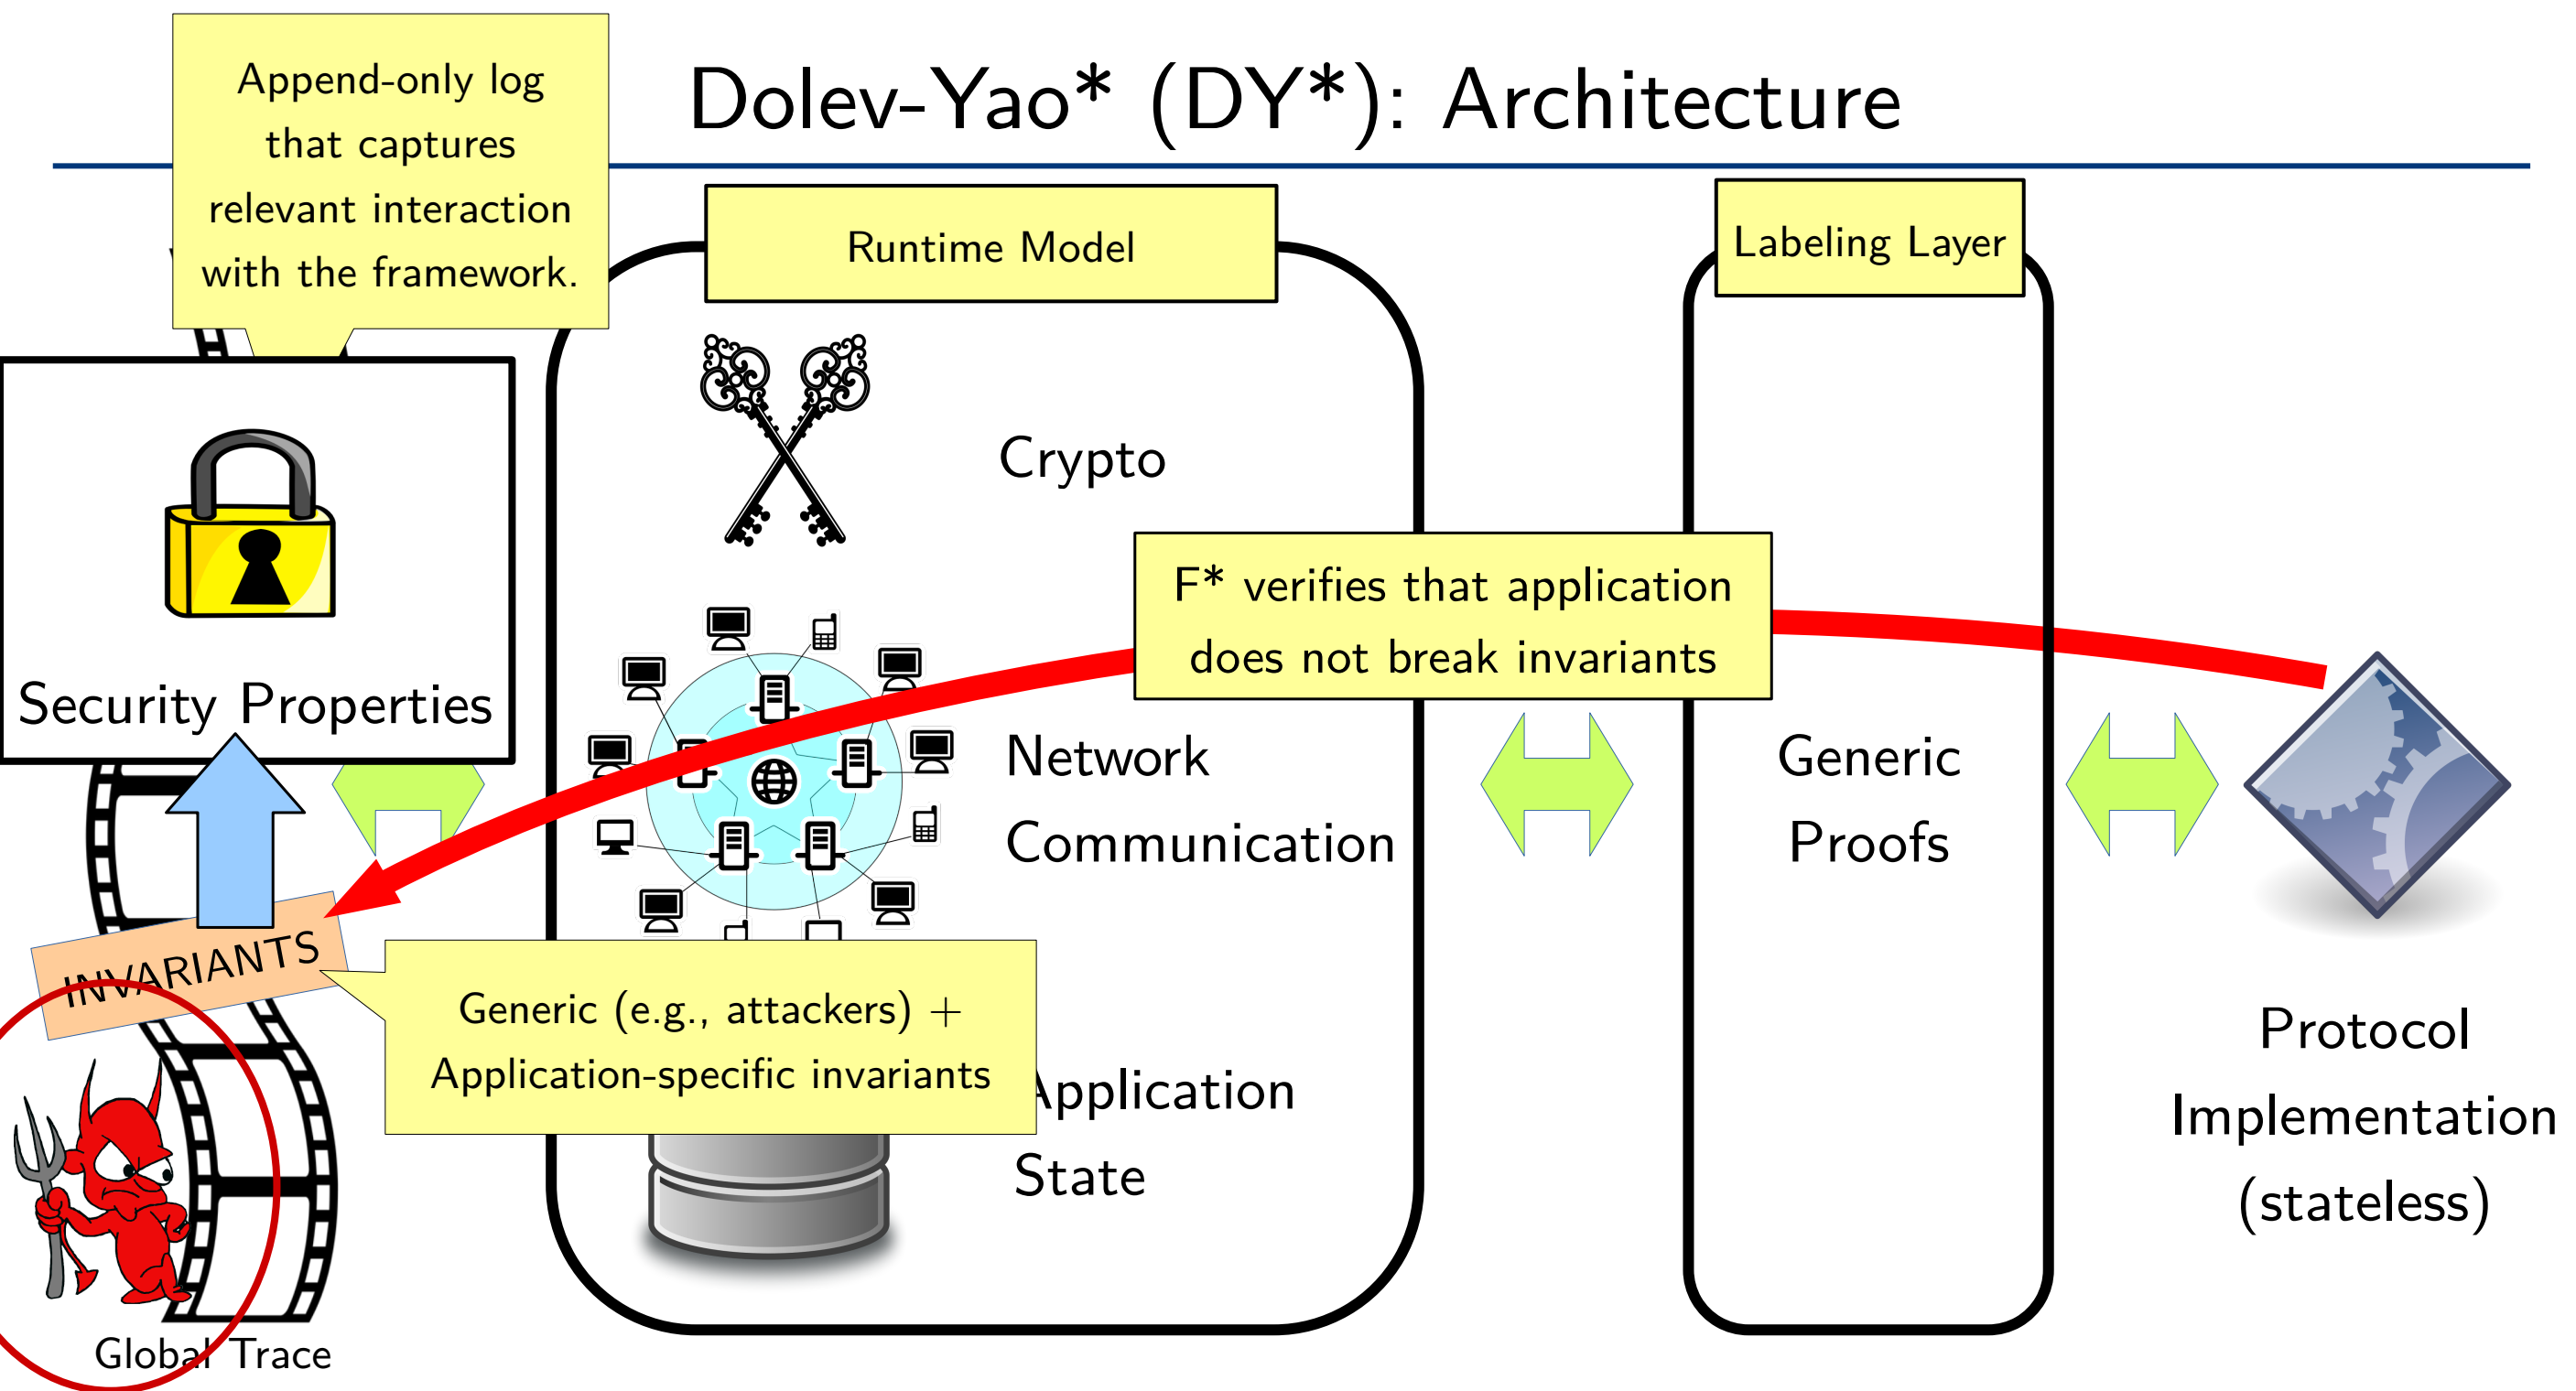 Dolev-Yao* (DY*): Architecture
Append-only log
that captures
relevant interaction
with the framework.
Runtime Model
Labeling Layer
Crypto
F* verifies that application
does not break invariants
Security Properties
Network
Communication
Generic
Proofs
INVARIANTS
Generic (e.g., attackers) +
Application-specific invariants
Application
State
Protocol
Implementation
(stateless)
Global Trace